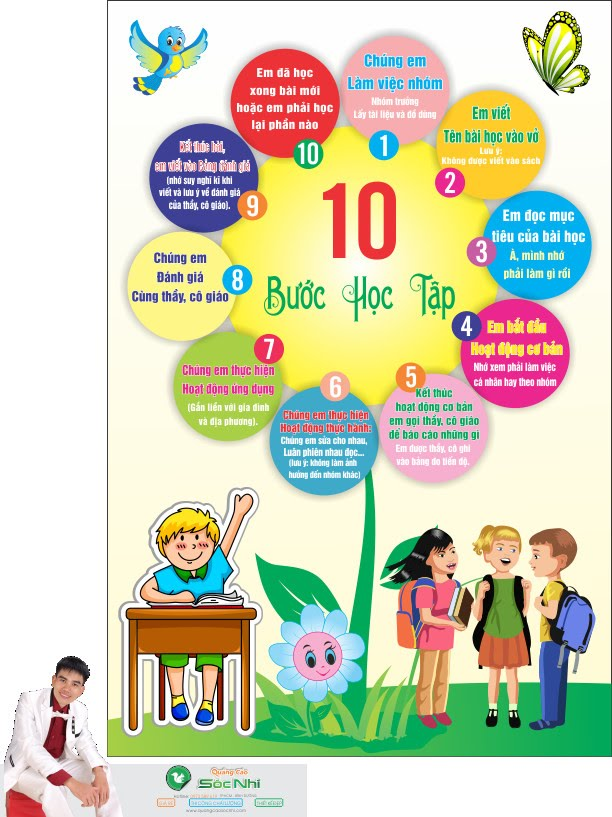 10
Bước Học Tập
Chúng em
Làm việc nhóm
Nhóm trưởng
Lấy tài liệu và đồ dùng
1
Em viết
Tên bài học vào vở
Lưu ý:
Không được viết vào sách
2
Em đọc mục
tiêu của bài học
À, mình nhớ
phải làm gì rồi
3
4
Em bắt đầu
Hoạt động cơ bản
Nhớ xem phải làm việc
cá nhân hay theo nhóm
5
Kết thúc
hoạt động cơ bản
em gọi thầy, cô giáo
để báo cáo những gì
Em được thầy, cô ghi
vào bảng đo tiến độ.
6
Chúng em thực hiện
Hoạt động thực hành:
Chúng em sửa cho nhau,
Luân phiên nhau đọc...
(lưu ý: không làm ảnh
hưởng đến nhóm khác)
7
Chúng em thực hiện
Hoạt động ứng dụng
(Gắn liền với gia đình
và địa phương).
8
Chúng em
Đánh giá
Cùng thầy, cô giáo
Kết thúc bài,
em viết vào Bảng đánh giá
(nhớ suy nghĩ kĩ khi
viết và lưu ý về đánh giá
của thầy, cô giáo).
9
Em đã học
xong bài mới
hoặc em phải học
lại phần nào
10
Quảng Cáo
Sóc Nhí